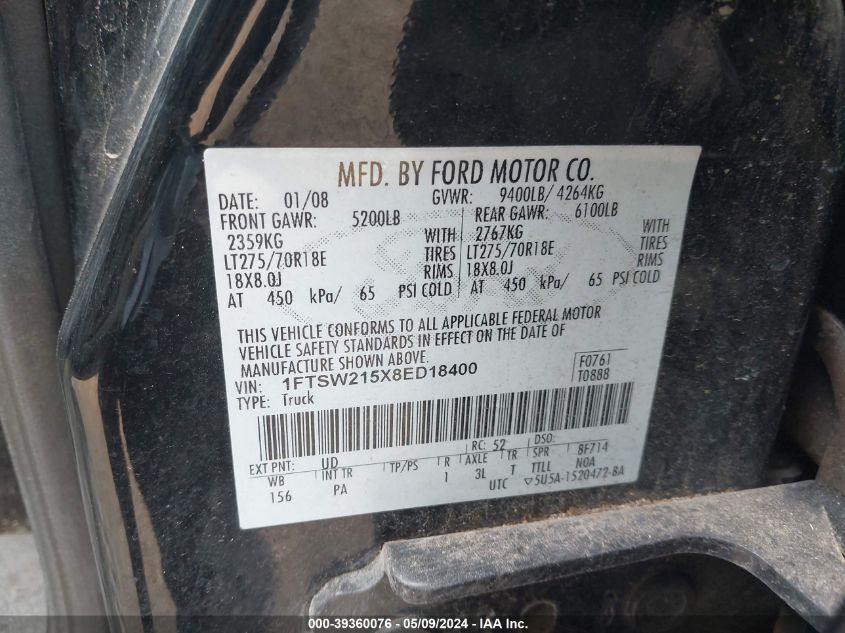 MFD. BY FORD MOTOR CO.
DATE: 01/08 GVWR: 9400LB/ 4264KG
FRONT GAWR: 5200LB REAR GAWR: 6100LB
2359KG WITH 2767KG WITH
LT275/70R18E TIRES LT275/70R18E TIRES
18X8.0J RIMS 18X8.0J RIMS
AT 450 kPa/ 65 PSI COLD AT 450 kPa/ 65 PSI COLD
THIS VEHICLE CONFORMS TO ALL APPLICABLE FEDERAL MOTOR
VEHICLE SAFETY STANDARDS IN EFFECT ON THE DATE OF
MANUFACTURE SHOWN ABOVE.
VIN: 1FTSW215X8ED18400 F0761
TYPE: Truck T0888
RC: 52 DSO:
EXT PNT: UD 8F714
WB INT TR TP/PS R AXLE TR SPR NOA
156 PA 1 3L T TTLL
UTC ▽5U5A-1520472-BA
000-39360076 - 05/09/2024 - IAA Inc.